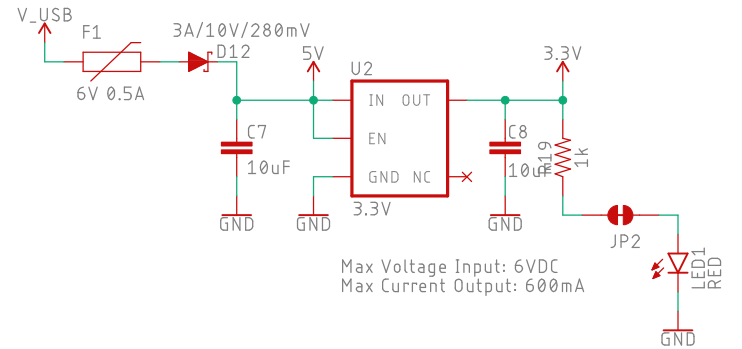 V_USB
F1
6V 0.5A
3A/10V/280mV
D12
5V
U2
3.3V
IN OUT
EN
GND NC
3.3V
C7
10uF
C8
10uF
R19
1k
GND
GND
GND
JP2
LED1
RED
GND
Max Voltage Input: 6VDC
Max Current Output: 600mA